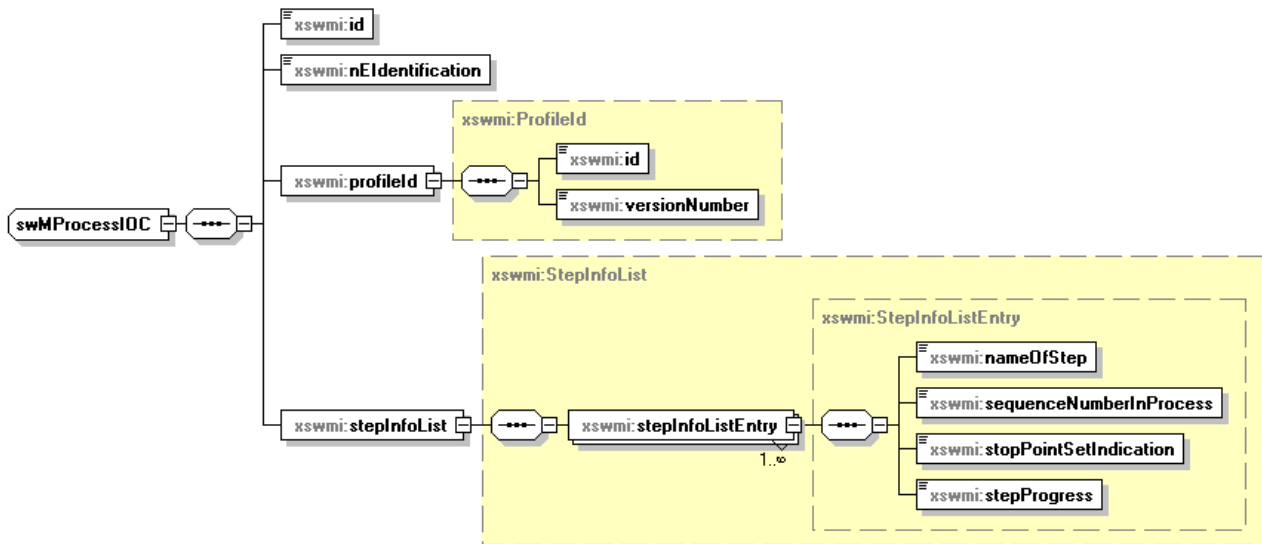 xswmi:id
xswmi:nEIdentification
xswmi:ProfileId
xswmi:id
xswmi:profileId
xswmi:versionNumber
swMProcessIOC
xswmi:StepInfoList
xswmi:StepInfoListEntry
xswmi:nameOfStep
xswmi:sequenceNumberInProcess
xswmi:stepInfoList
xswmi:stepInfoListEntry
1..∞
xswmi:stopPointSetIndication
xswmi:stepProgress